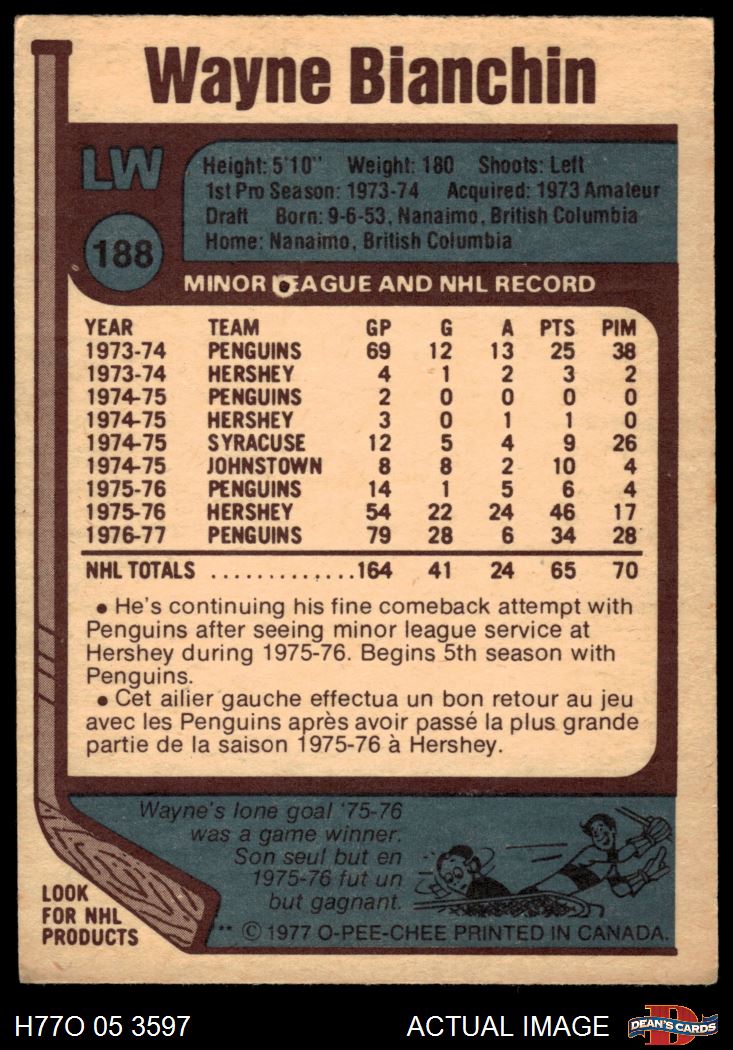 Wayne Bianchin
LW
188
Height: 5'10" Weight: 180 Shoots: Left
1st Pro Season: 1973-74 Acquired: 1973 Amateur
Draft Born: 9-6-53, Nanaimo, British Columbia
Home: Nanaimo, British Columbia
MINOR LEAGUE AND NHL RECORD
YEAR TEAM GP G A PTS PIM
1973-74 PENGUINS 69 12 13 25 38
1973-74 HERSHEY 4 1 2 3 2
1974-75 PENGUINS 2 0 0 0 0
1974-75 HERSHEY 3 0 1 1 0
1974-75 SYRACUSE 12 5 4 9 26
1974-75 JOHNSTOWN 8 8 2 10 4
1975-76 PENGUINS 14 1 5 6 4
1975-76 HERSHEY 54 22 24 46 17
1976-77 PENGUINS 79 28 6 34 28
NHL TOTALS ..............164 41 24 65 70
• He's continuing his fine comeback attempt with
Penguins after seeing minor league service at
Hershey during 1975-76. Begins 5th season with
Penguins.
• Cet ailier gauche effectua un bon retour au jeu
avec les Penguins après avoir passé la plus grande
partie de la saison 1975-76 à Hershey.
Wayne's lone goal '75-76
was a game winner.
Son seul but en
1975-76 fut un
but gagnant.
LOOK
FOR NHL
PRODUCTS
** © 1977 O-PEE-CHEE PRINTED IN CANADA.
H77O 05 3597 ACTUAL IMAGE
D
DEAN'S CARDS